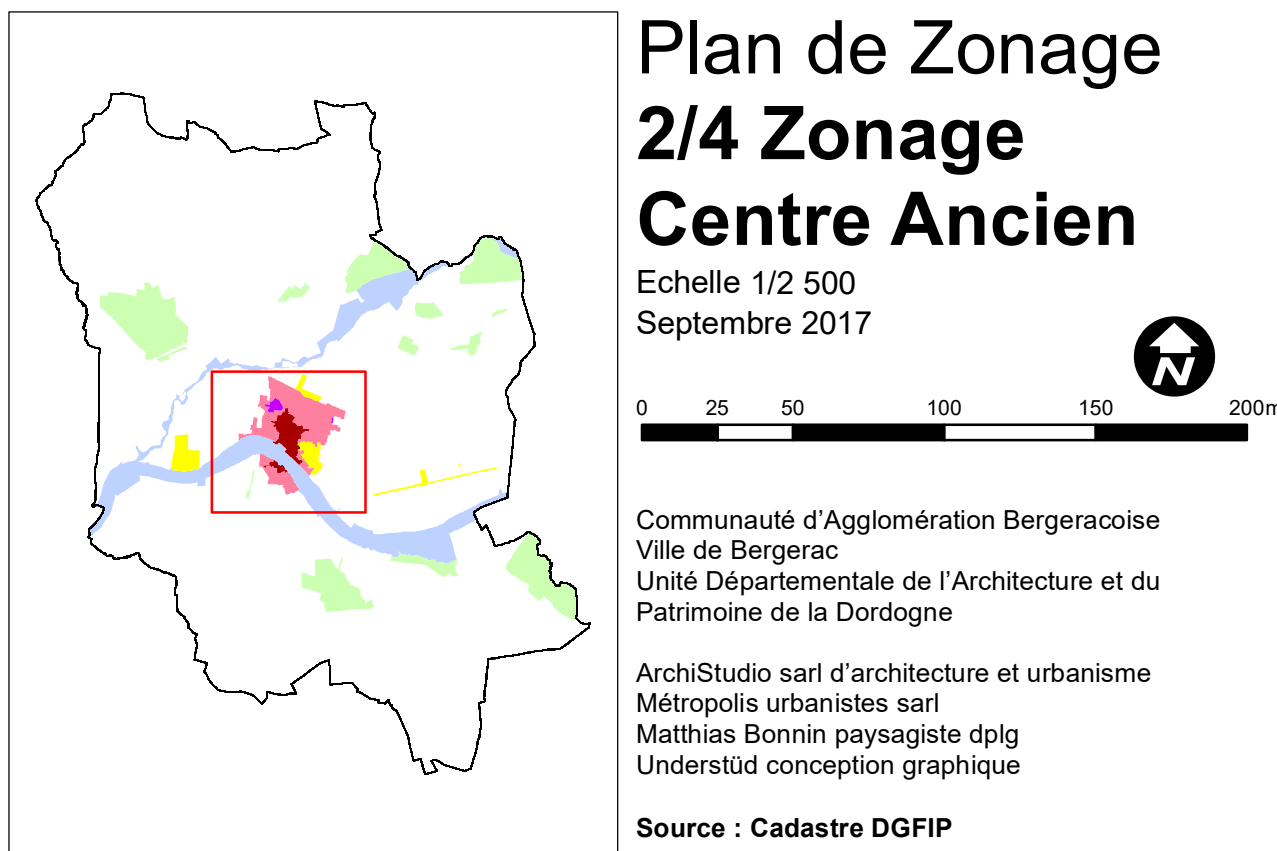 Plan de Zonage
2/4 Zonage
Centre Ancien
Echelle 1/2 500
Septembre 2017
N
0 25 50 100 150 200m
Communauté d’Agglomération Bergeracoise
Ville de Bergerac
Unité Départementale de l’Architecture et du
Patrimoine de la Dordogne
ArchiStudio sarl d’architecture et urbanisme
Métropolis urbanistes sarl
Matthias Bonnin paysagiste dplg
Understüd conception graphique
Source : Cadastre DGFIP